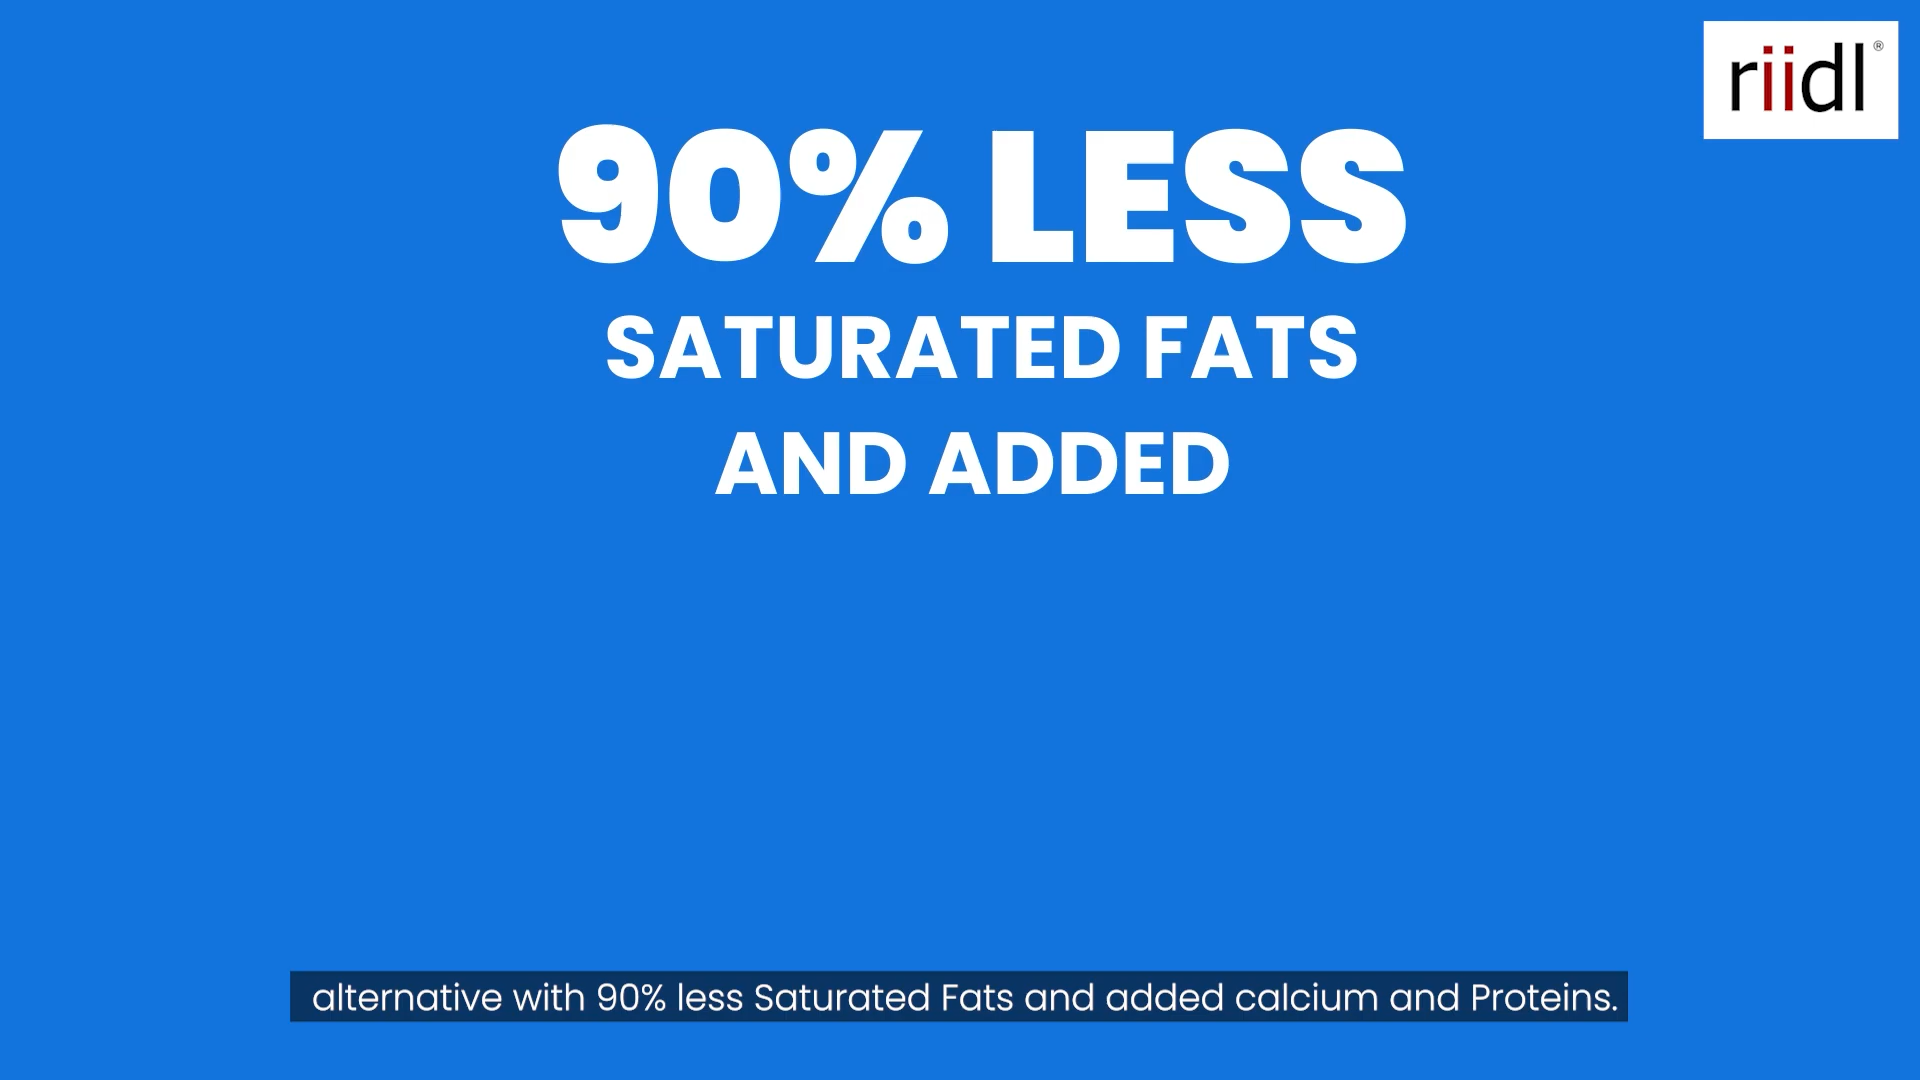 riidl®
90% LESS
SATURATED FATS
AND ADDED
alternative with 90% less Saturated Fats and added calcium and Proteins.